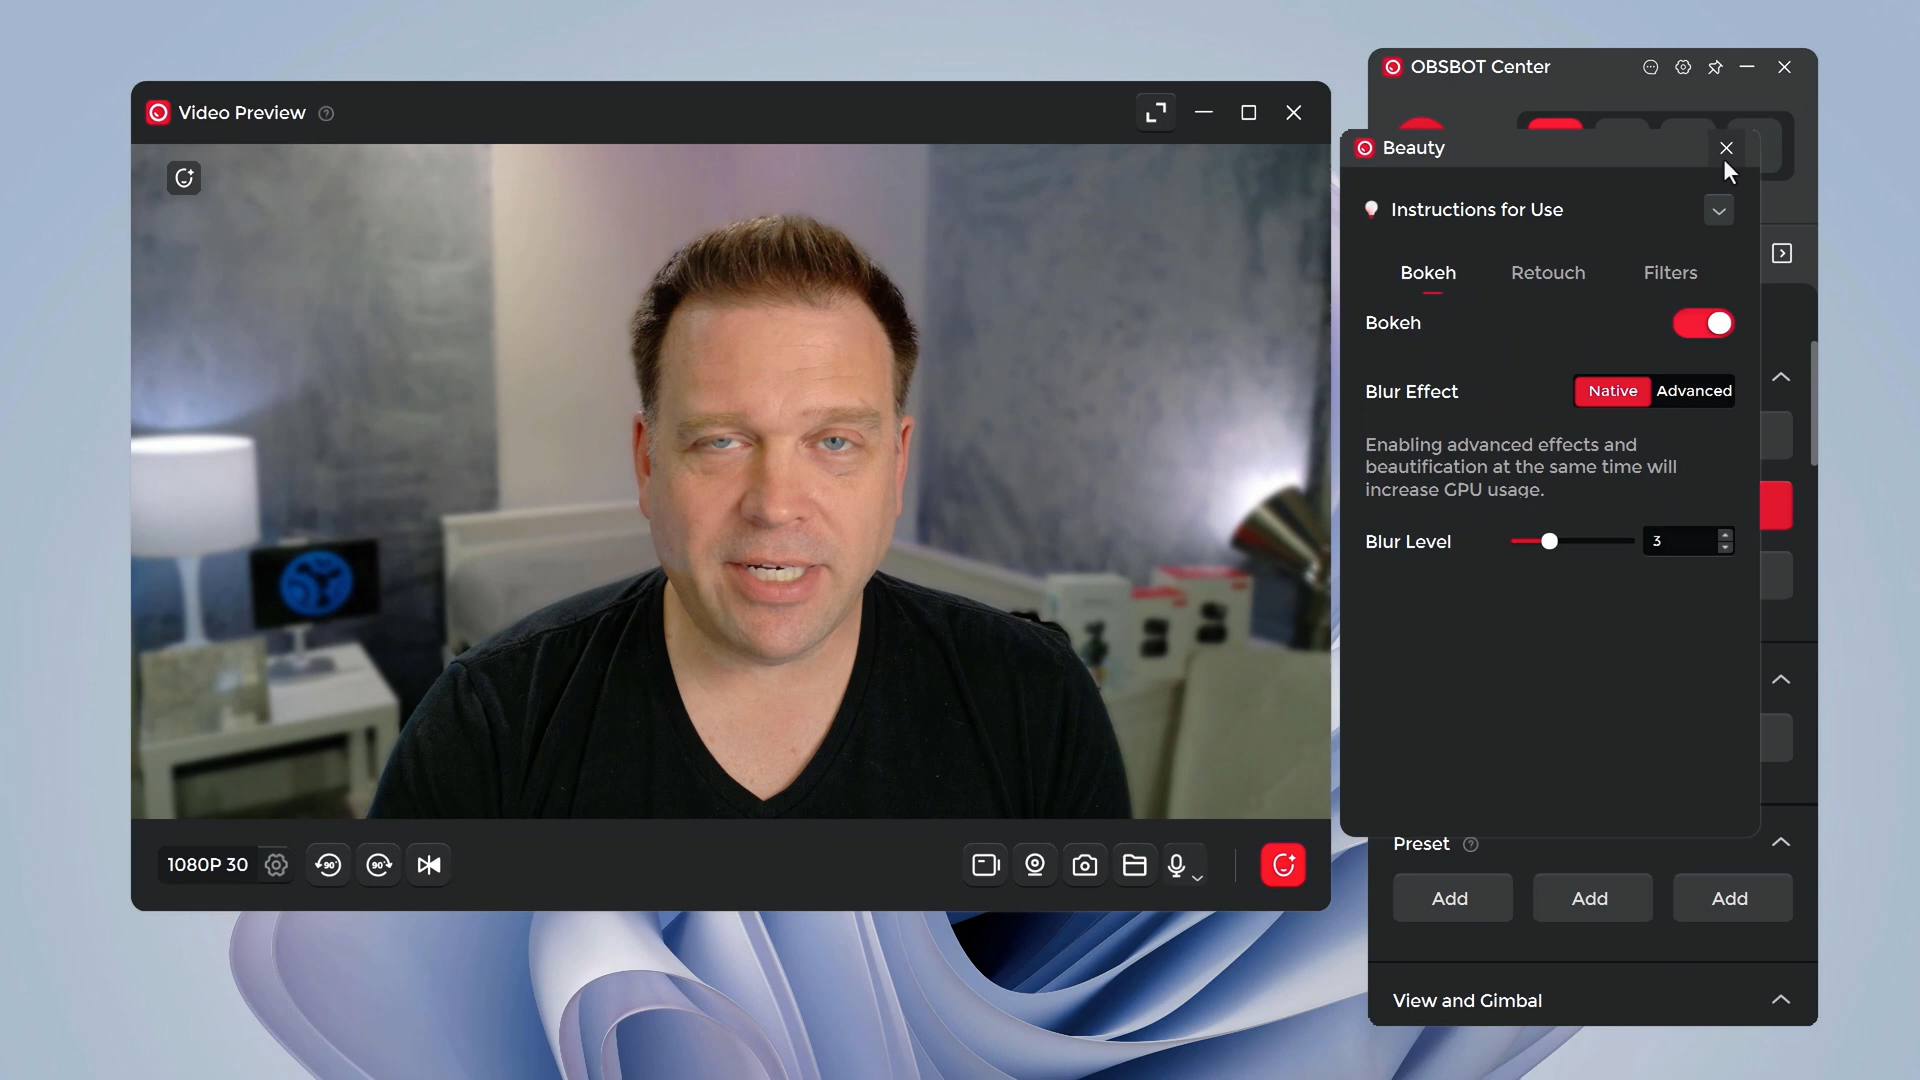 Video Preview
OBSBOT Center
Beauty
Instructions for Use
Bokeh Retouch Filters
Bokeh
Blur Effect Native Advanced
Enabling advanced effects and
beautification at the same time will
increase GPU usage.
Blur Level 3
1080P 30
90°
90°
Preset
Add Add Add
View and Gimbal